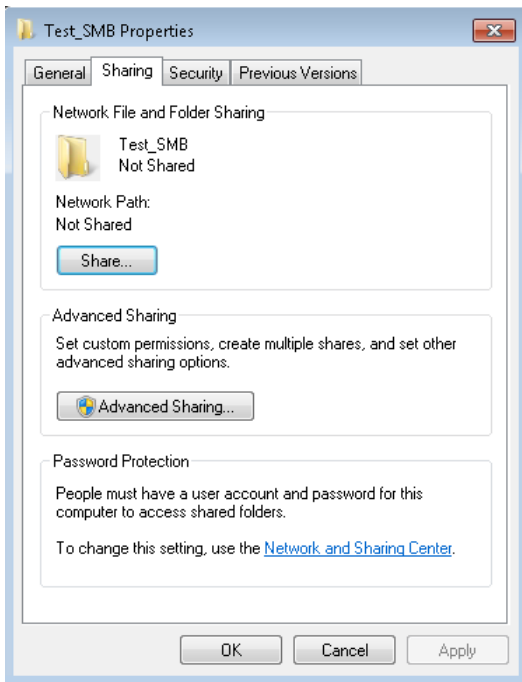 Test_SMB Properties
General
Sharing
Security
Previous Versions
Network File and Folder Sharing
Test_SMB
Not Shared
Network Path:
Not Shared
Share...
Advanced Sharing
Set custom permissions, create multiple shares, and set other
advanced sharing options.
Advanced Sharing...
Password Protection
People must have a user account and password for this
computer to access shared folders.
To change this setting, use the Network and Sharing Center.
OK
Cancel
Apply